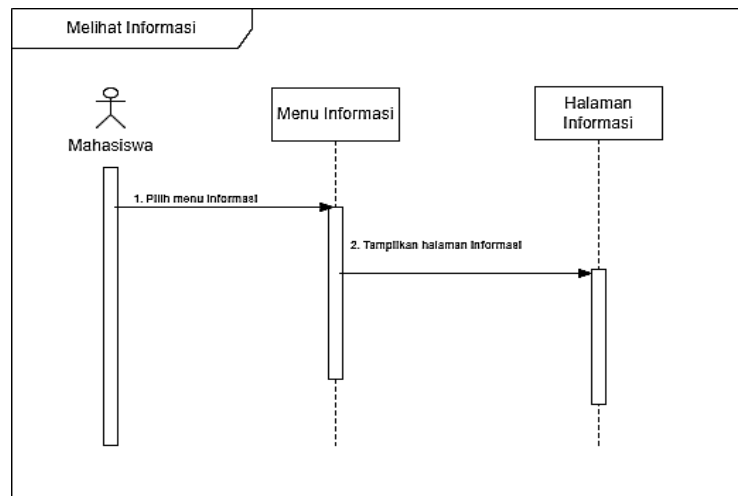 Melihat Informasi
Mahasiswa
Menu Informasi
Halaman
Informasi
1. Pilih menu informasi
2. Tampilkan halaman informasi